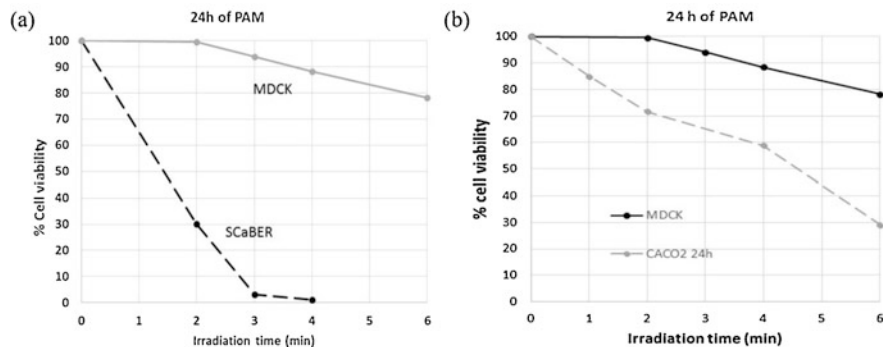 (a)
24h of PAM
% Cell viability
100
90
80
70
60
50
40
30
20
10
0
MDCK
SCaBER
0 1 2 3 4 5 6
Irradiation time (min)
(b)
24 h of PAM
% cell viability
100
90
80
70
60
50
40
30
20
10
0
MDCK
CACO2 24h
0 1 2 3 4 5 6
Irradiation time (min)